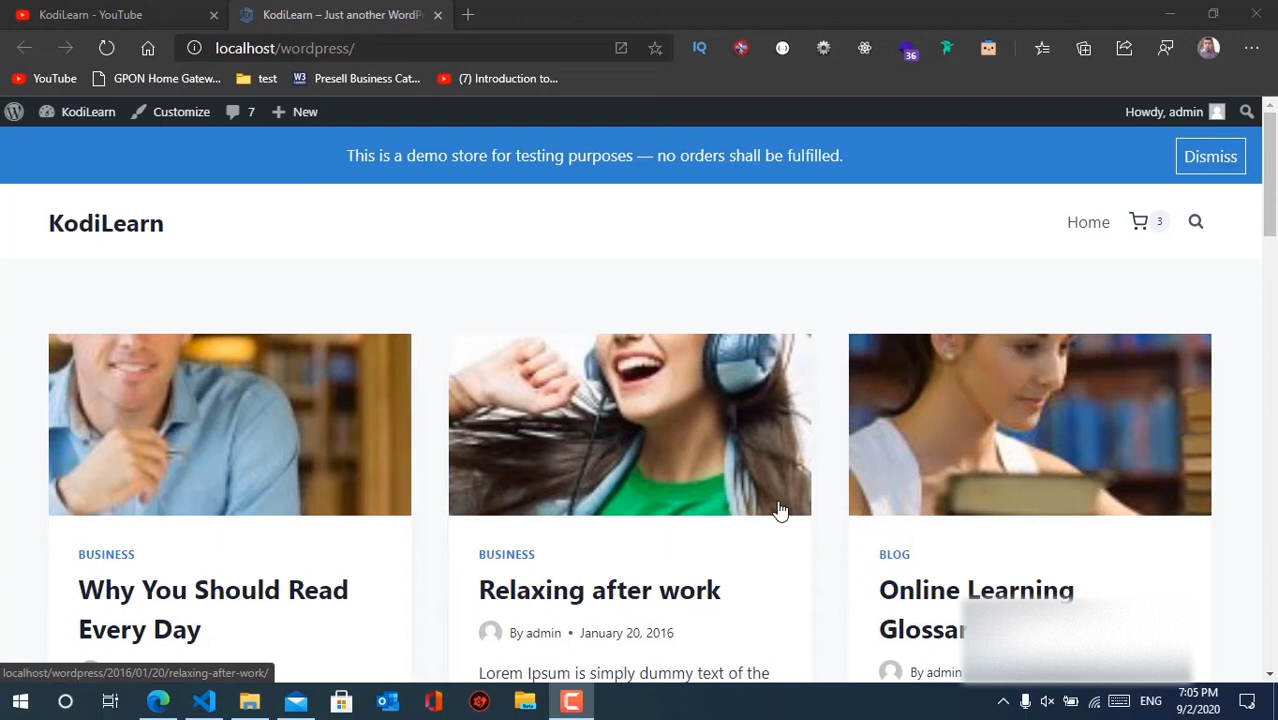 KodiLearn - YouTube
KodiLearn – Just another WordPr
localhost/wordpress/
36
YouTube
GPON Home Gatew...
test
Presell Business Cat...
(7) Introduction to...
KodiLearn
Customize
7
New
Howdy, admin
This is a demo store for testing purposes — no orders shall be fulfilled.
Dismiss
KodiLearn
Home
3
BUSINESS
Why You Should Read
Every Day
BUSINESS
Relaxing after work
By admin • January 20, 2016
Lorem Ipsum is simply dummy text of the
BLOG
Online Learning
By admin
localhost/wordpress/2016/01/20/relaxing-after-work/
ENG
7:05 PM
9/2/2020